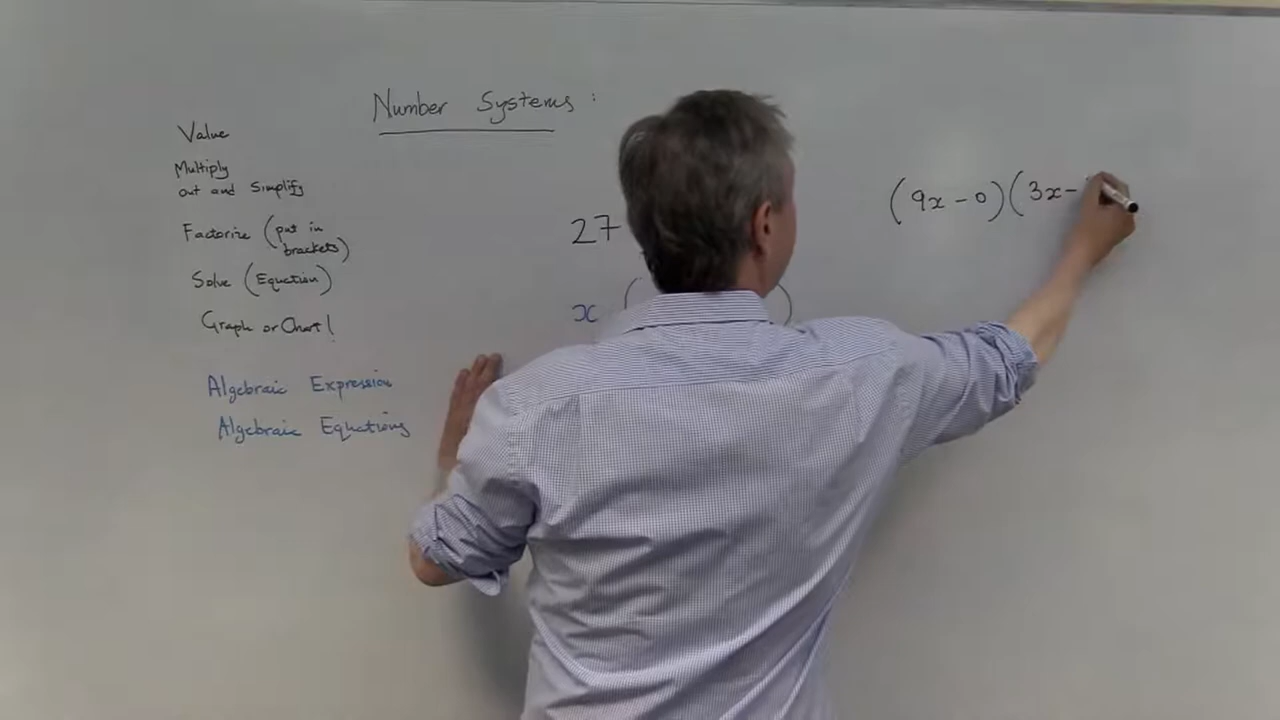 Number Systems :
Value
Multiply
out and Simplify
Factorize (put in
brackets)
Solve (Equation)
Graph or Chart!
Algebraic Expression
Algebraic Equations
27
x ( )
(9x - 0)(3x -